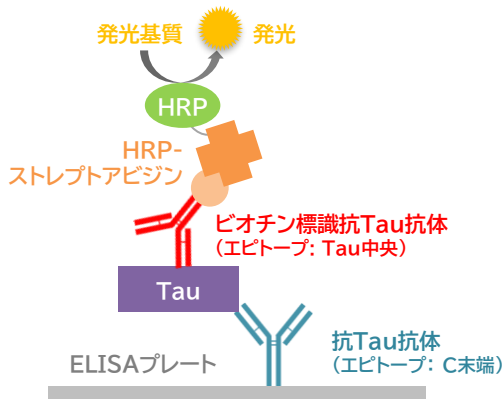 発光基質
発光
HRP
HRP-
ストレプトアビジン
ビオチン標識抗Tau抗体
(エピトープ: Tau中央)
Tau
抗Tau抗体
(エピトープ： C末端)
ELISAプレート